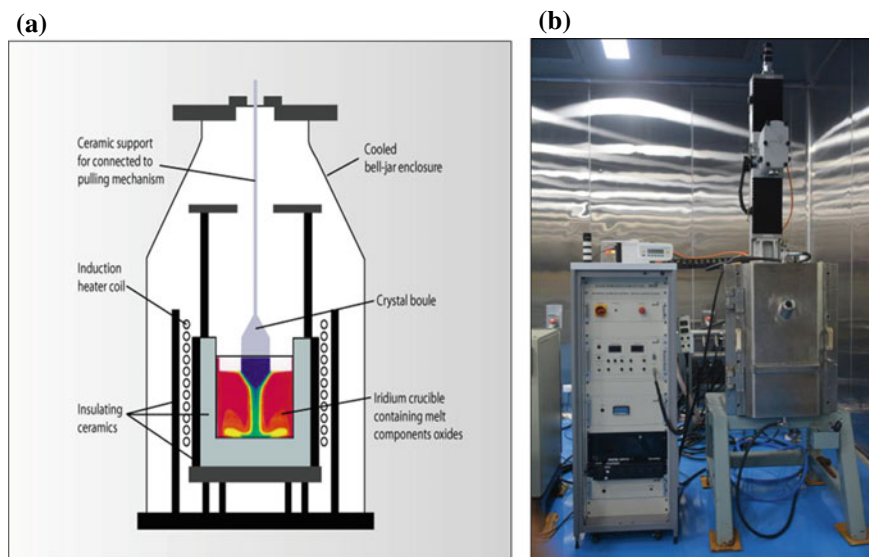 (a)
Ceramic support
for connected to
pulling mechanism
Cooled
bell-jar enclosure
Induction
heater coil
Crystal boule
Insulating
ceramics
Iridium crucible
containing melt
components oxides
(b)